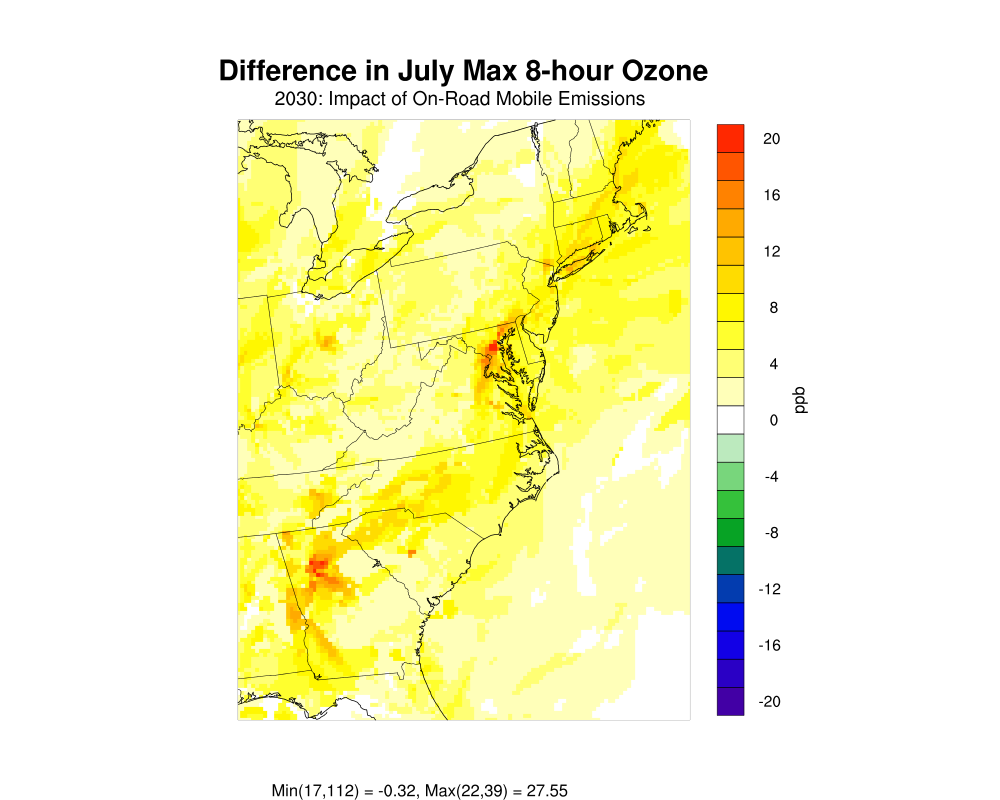 Difference in July Max 8-hour Ozone
2030: Impact of On-Road Mobile Emissions
20
16
12
8
4
0
-4
-8
-12
-16
-20
ppb
Min(17,112) = -0.32, Max(22,39) = 27.55